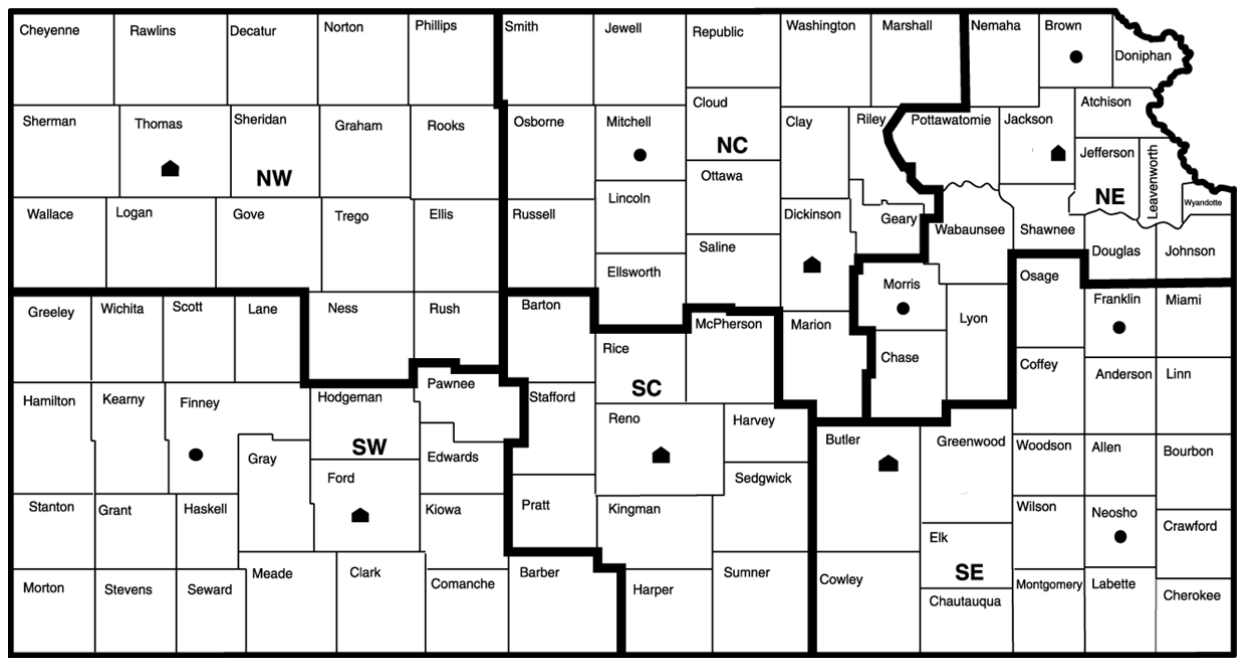 Cheyenne
Rawlins
Decatur
Norton
Phillips
Smith
Jewell
Republic
Washington
Marshall
Nemaha
Brown
Doniphan
Sherman
Thomas
Sheridan
Graham
Rooks
Osborne
Mitchell
Cloud
Clay
Riley
Pottawatomie
Jackson
Atchison
NW
NC
Jefferson
Leavenworth
NE
Wyandotte
Wallace
Logan
Gove
Trego
Ellis
Russell
Lincoln
Ottawa
Dickinson
Geary
Wabaunsee
Shawnee
Douglas
Johnson
Saline
Ellsworth
Morris
Osage
Greeley
Wichita
Scott
Lane
Ness
Rush
Barton
Rice
McPherson
Marion
Chase
Lyon
Franklin
Miami
Coffey
Anderson
Linn
Hamilton
Kearny
Finney
Hodgeman
Pawnee
Stafford
SC
Reno
Harvey
Butler
Greenwood
Woodson
Allen
Bourbon
SW
Gray
Ford
Edwards
Sedgwick
Stanton
Grant
Haskell
Kiowa
Pratt
Kingman
Wilson
Neosho
Crawford
Elk
SE
Morton
Stevens
Seward
Meade
Clark
Comanche
Barber
Harper
Sumner
Cowley
Chautauqua
Montgomery
Labette
Cherokee